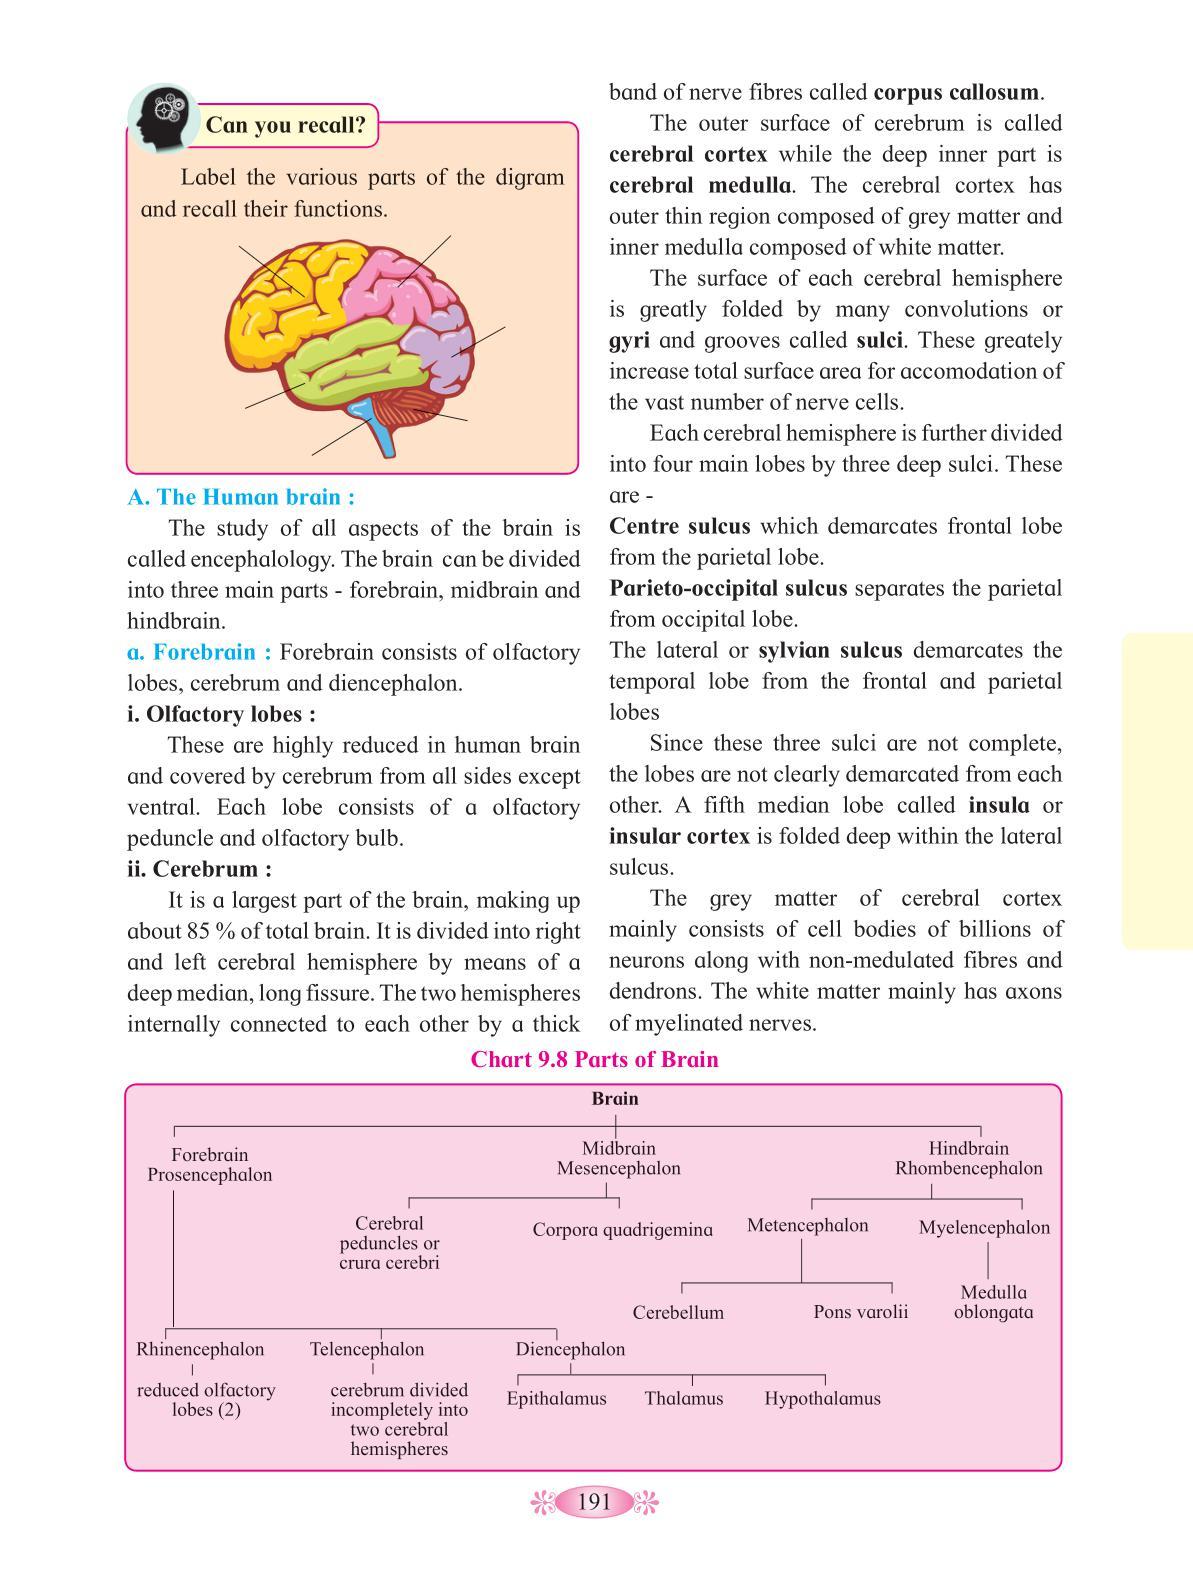 Can you recall?
Label the various parts of the digram
and recall their functions.
A. The Human brain :
The study of all aspects of the brain is
called encephalology. The brain can be divided
into three main parts - forebrain, midbrain and
hindbrain.
a. Forebrain : Forebrain consists of olfactory
lobes, cerebrum and diencephalon.
i. Olfactory lobes :
These are highly reduced in human brain
and covered by cerebrum from all sides except
ventral. Each lobe consists of a olfactory
peduncle and olfactory bulb.
ii. Cerebrum :
It is a largest part of the brain, making up
about 85 % of total brain. It is divided into right
and left cerebral hemisphere by means of a
deep median, long fissure. The two hemispheres
internally connected to each other by a thick
band of nerve fibres called corpus callosum.
The outer surface of cerebrum is called
cerebral cortex while the deep inner part is
cerebral medulla. The cerebral cortex has
outer thin region composed of grey matter and
inner medulla composed of white matter.
The surface of each cerebral hemisphere
is greatly folded by many convolutions or
gyri and grooves called sulci. These greately
increase total surface area for accomodation of
the vast number of nerve cells.
Each cerebral hemisphere is further divided
into four main lobes by three deep sulci. These
are -
Centre sulcus which demarcates frontal lobe
from the parietal lobe.
Parieto-occipital sulcus separates the parietal
from occipital lobe.
The lateral or sylvian sulcus demarcates the
temporal lobe from the frontal and parietal
lobes
Since these three sulci are not complete,
the lobes are not clearly demarcated from each
other. A fifth median lobe called insula or
insular cortex is folded deep within the lateral
sulcus.
The grey matter of cerebral cortex
mainly consists of cell bodies of billions of
neurons along with non-medulated fibres and
dendrons. The white matter mainly has axons
of myelinated nerves.
Chart 9.8 Parts of Brain
Brain
Forebrain
Prosencephalon
Midbrain
Mesencephalon
Hindbrain
Rhombencephalon
Cerebral
peduncles or
crura cerebri
Corpora quadrigemina
Metencephalon
Myelencephalon
Cerebellum
Pons varolii
Medulla
oblongata
Rhinencephalon
Telencephalon
Diencephalon
reduced olfactory
lobes (2)
cerebrum divided
incompletely into
two cerebral
hemispheres
Epithalamus
Thalamus
Hypothalamus
191